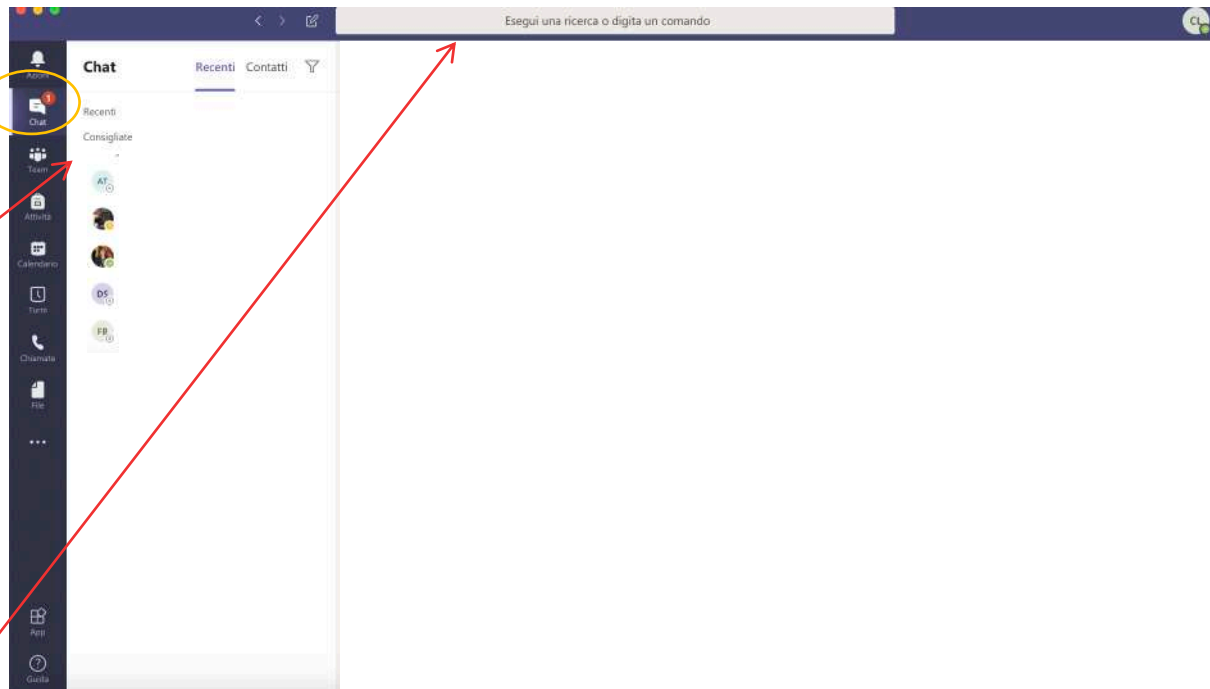 Esegui una ricerca o digita un comando
CL
Azioni
1
Chat
Team
Attività
Calendario
Turni
Chiamate
File
App
Guida
Chat
Recenti Contatti
Recenti
Consigliate
AT
DS
FB